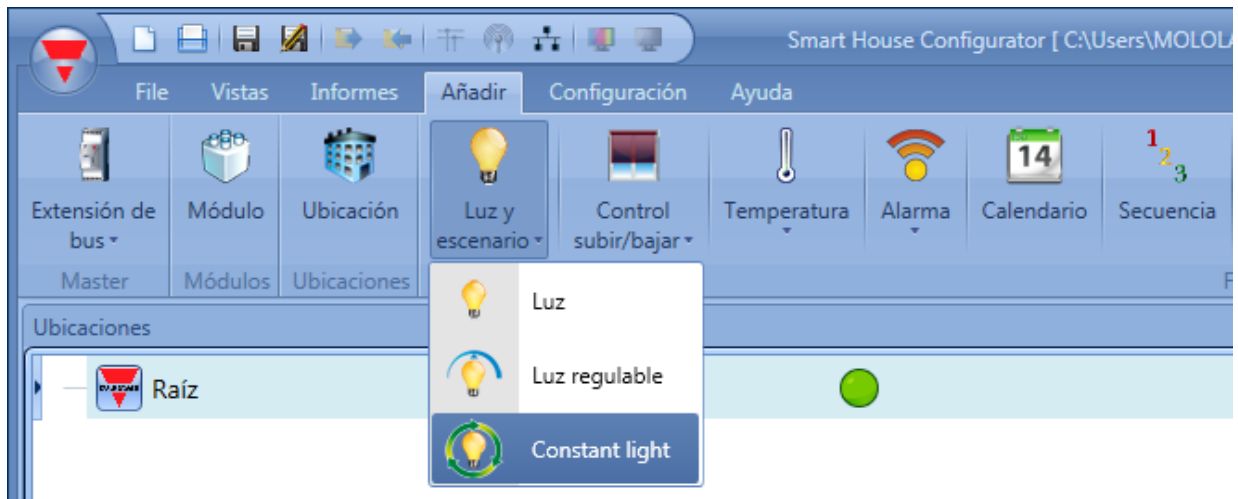 Smart House Configurator [ C:\Users\MOLOL
File Vistas Informes Añadir Configuración Ayuda
14
1
2
3
Extensión de bus
Módulo
Ubicación
Luz y escenario
Control subir/bajar
Temperatura
Alarma
Calendario
Secuencia
Master
Módulos
Ubicaciones
Luz
Luz regulable
Constant light
Ubicaciones
Raíz